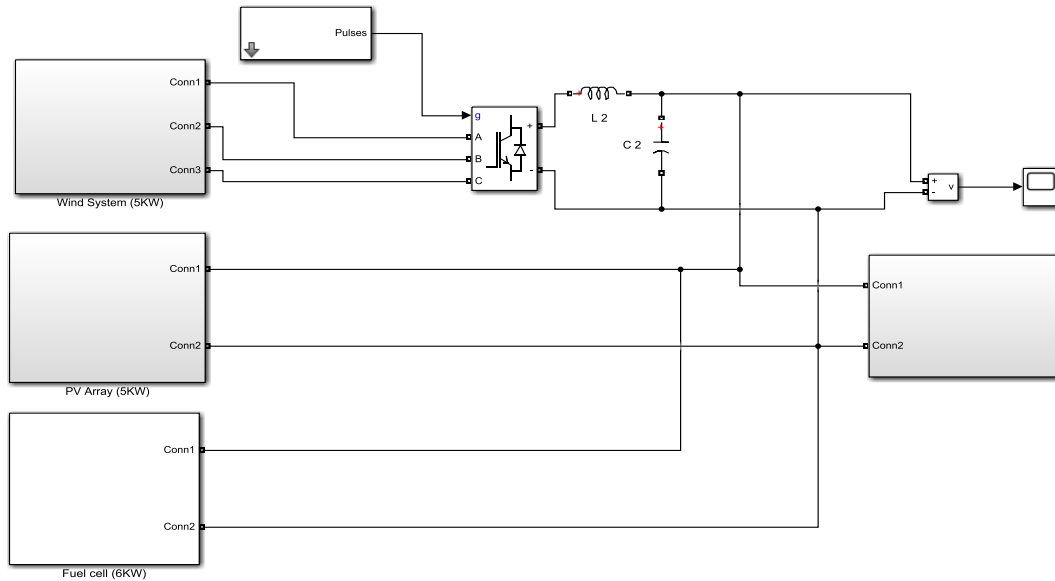 Pulses
Conn1
Conn2
Conn3
Wind System (5KW)
g
A
B
C
+
-
L 2
+
C 2
+
-
v
Conn1
Conn2
PV Array (5KW)
Conn1
Conn2
Conn1
Conn2
Fuel cell (6KW)